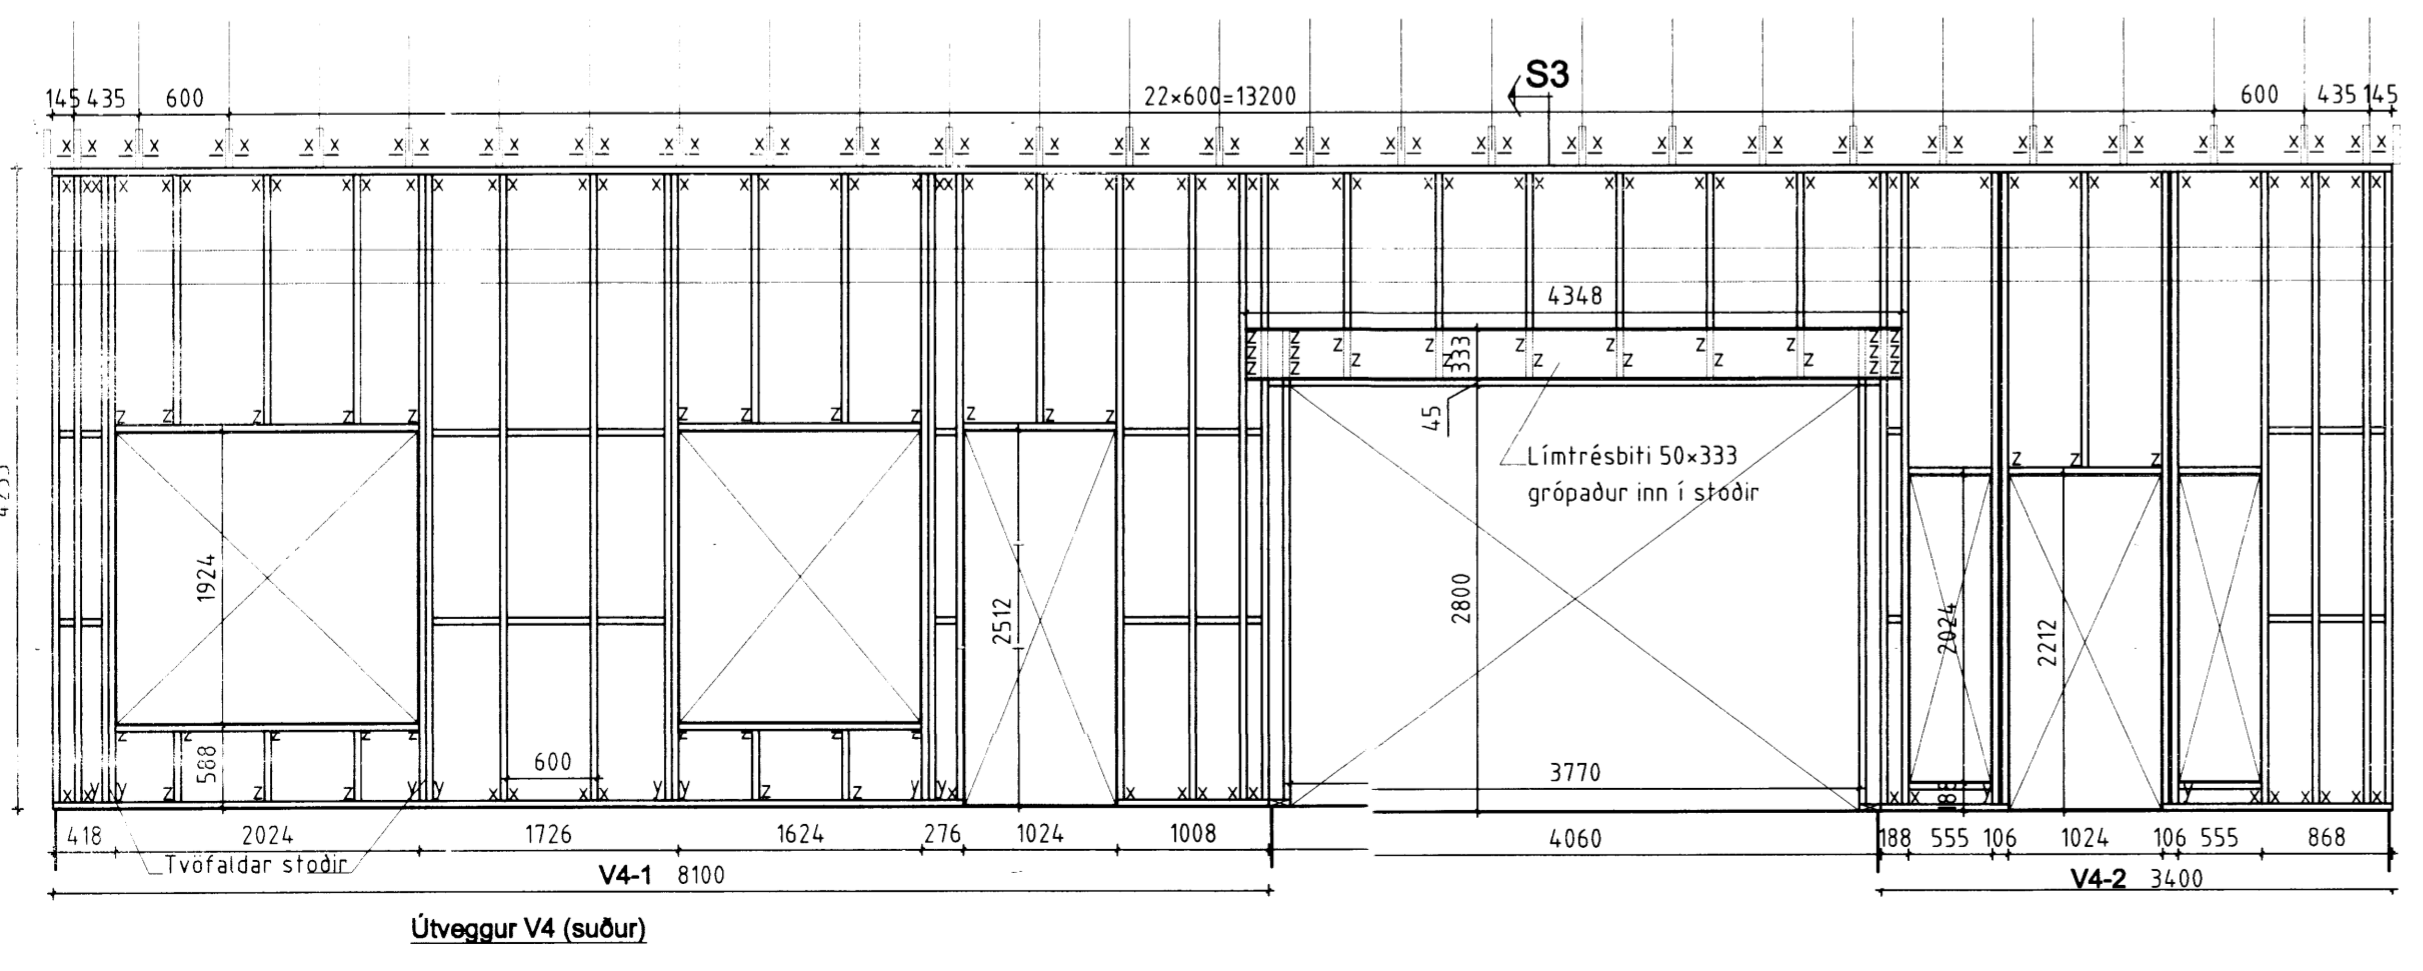 S3
145 435 600 22×600=13200 600 435 145
4348
333
45
Límtrésbiti 50×333
grópaður inn í stoðir
1924
2512
2800
2024
2212
588
600
3770
188
418 2024 1726 1624 276 1024 1008 4060 188 555 106 1024 106 555 868
Tvöfaldar stoðir
V4-1 8100
V4-2 3400
Útveggur V4 (suður)